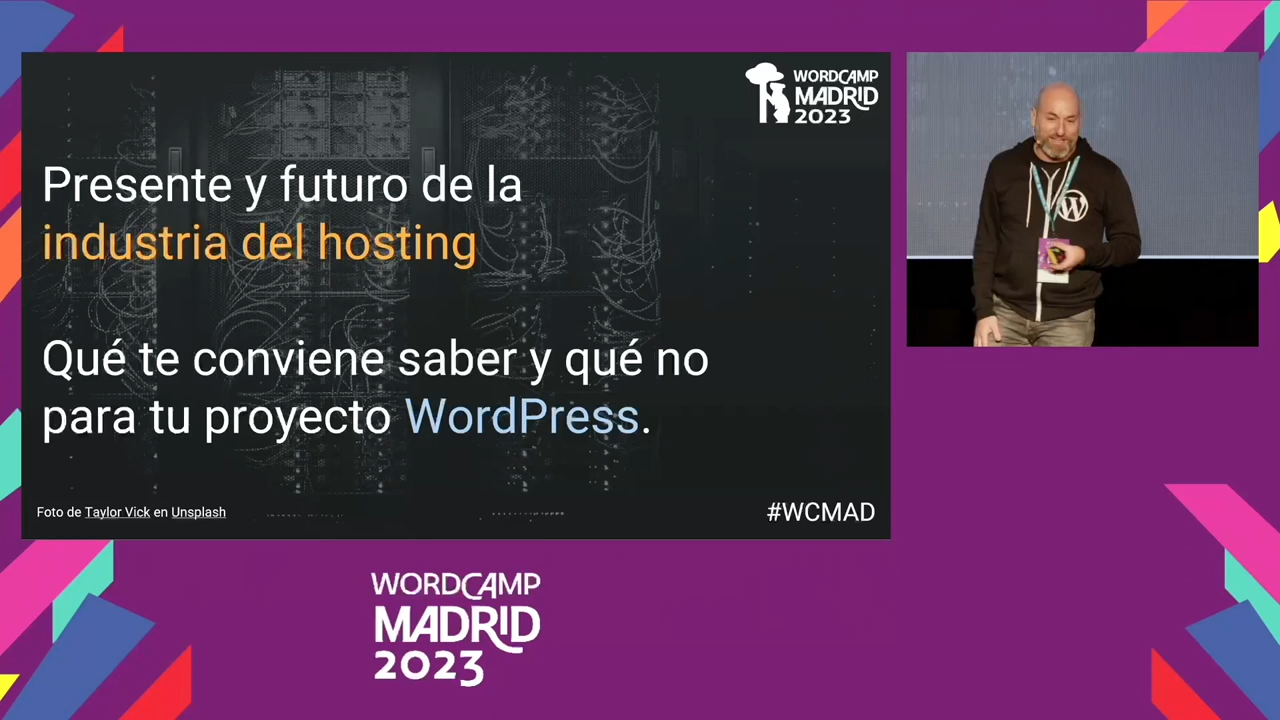 WORDCAMP
MADRID
2023
Presente y futuro de la
industria del hosting
Qué te conviene saber y qué no
para tu proyecto WordPress.
Foto de Taylor Vick en Unsplash
#WCMAD
W
WORDCAMP
MADRID
2023